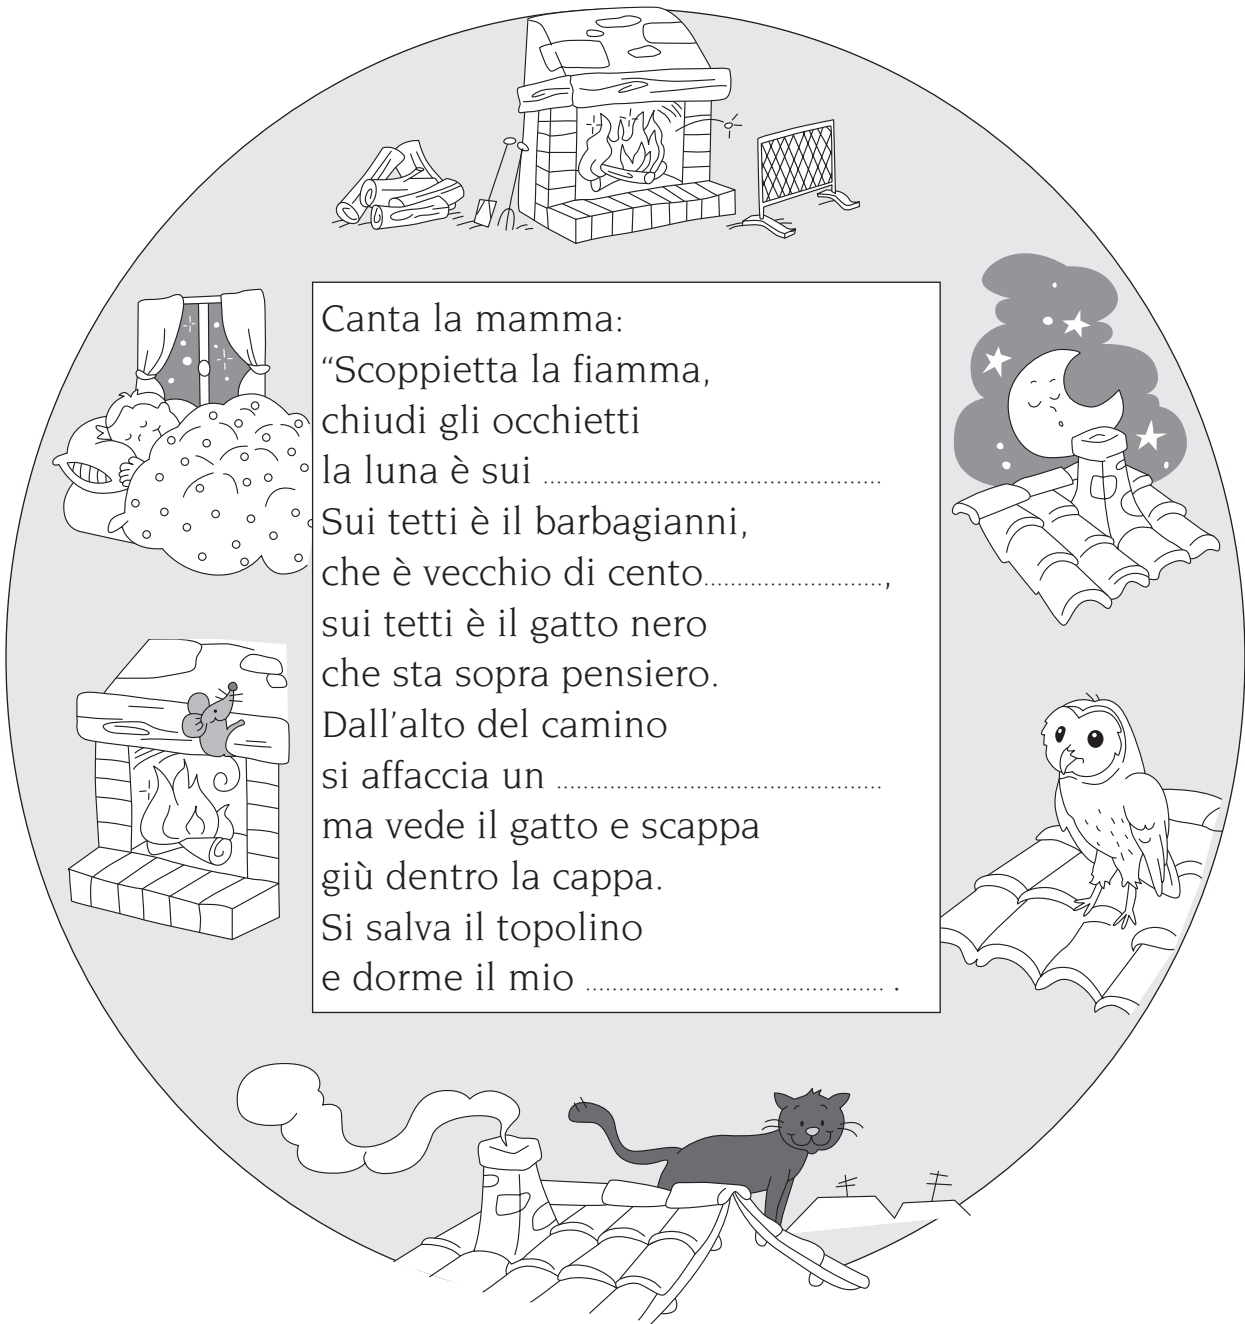 Canta la mamma:
“Scoppietta la fiamma,
chiudi gli occhietti
la luna è sui ....................................................
Sui tetti è il barbagianni,
che è vecchio di cento...........................,
sui tetti è il gatto nero
che sta sopra pensiero.
Dall’alto del camino
si affaccia un ..................................................
ma vede il gatto e scappa
giù dentro la cappa.
Si salva il topolino
e dorme il mio ............................................. .